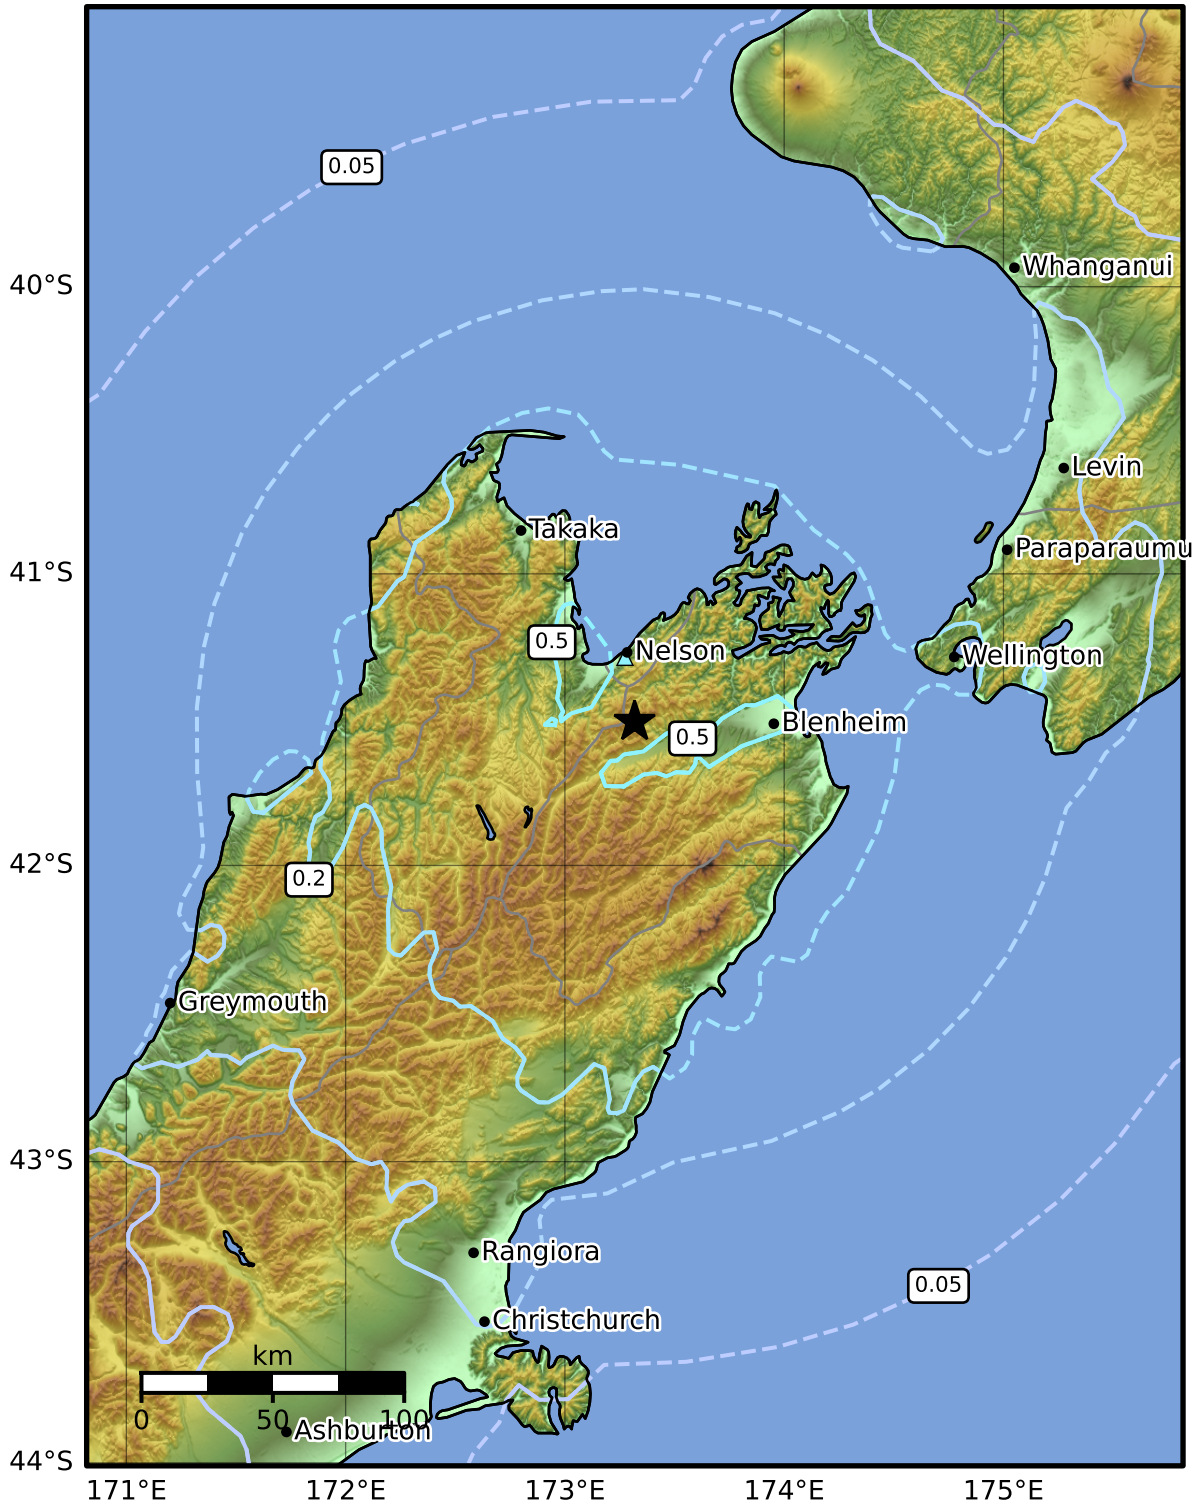 0.05
Whanganui
40°S
Levin
Takaka
Paraparaumu
41°S
0.5
Nelson
Wellington
Blenheim
0.5
42°S
0.2
Greymouth
43°S
Rangiora
0.05
Christchurch
km
0 50 100
Ashburton
44°S
171°E 172°E 173°E 174°E 175°E